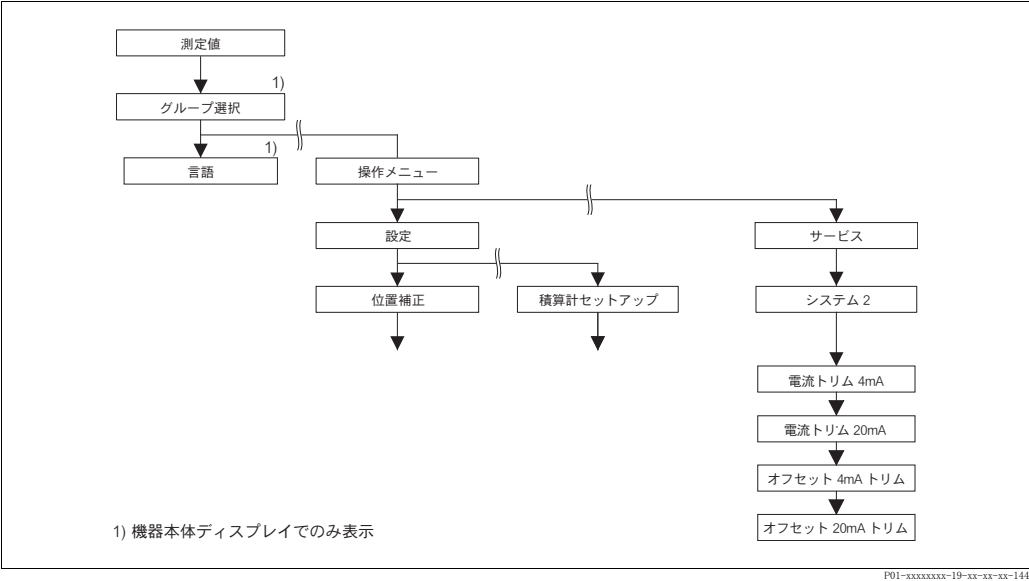 測定値
1)
グループ選択
1)
言語
操作メニュー
設定
サービス
位置補正
積算計セットアップ
システム 2
電流トリム 4mA
電流トリム 20mA
オフセット 4mA トリム
オフセット 20mA トリム
1) 機器本体ディスプレイでのみ表示
P01-xxxxxxxx-19-xx-xx-xx-144